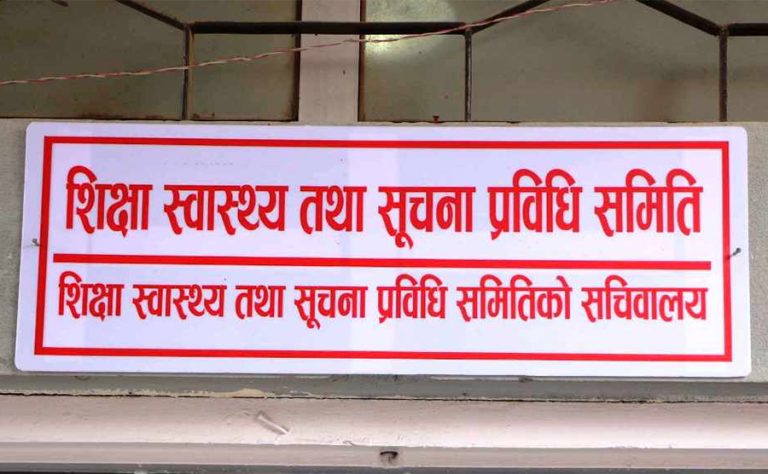 शिक्षा स्वास्थ्य तथा सूचना प्रविधि समिति
शिक्षा स्वास्थ्य तथा सूचना प्रविधि समितिको सचिवालय